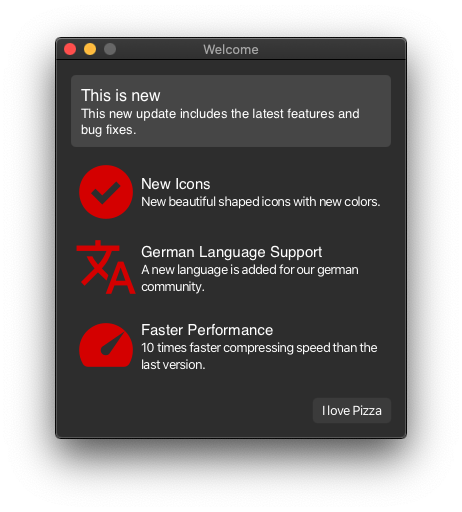 Welcome
This is new
This new update includes the latest features and
bug fixes.
New Icons
New beautiful shaped icons with new colors.
German Language Support
A new language is added for our german
community.
Faster Performance
10 times faster compressing speed than the
last version.
I love Pizza